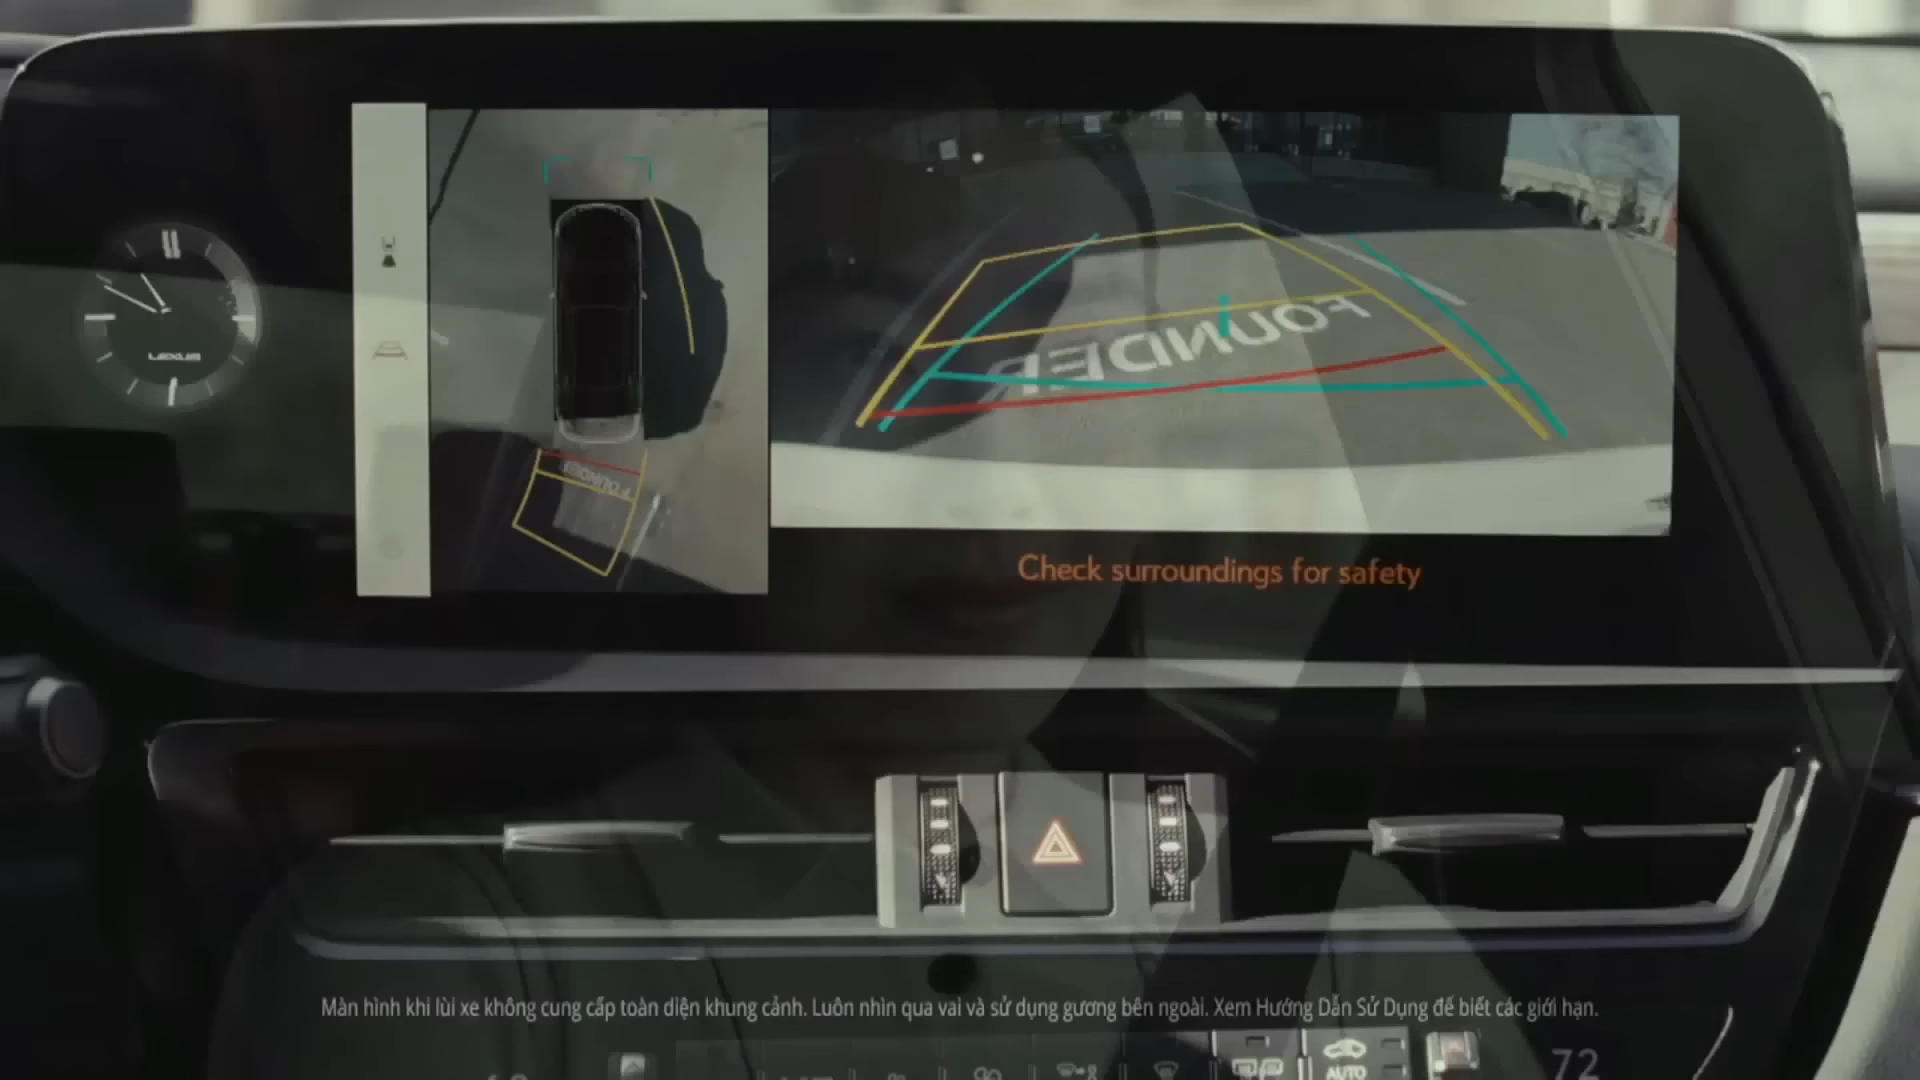 LEXUS
FOUNDER
FOUNDER
Check surroundings for safety
Màn hình khi lùi xe không cung cấp toàn diện khung cảnh. Luôn nhìn qua vai và sử dụng gương bên ngoài. Xem Hướng Dẫn Sử Dụng để biết các giới hạn.
72
AUTO